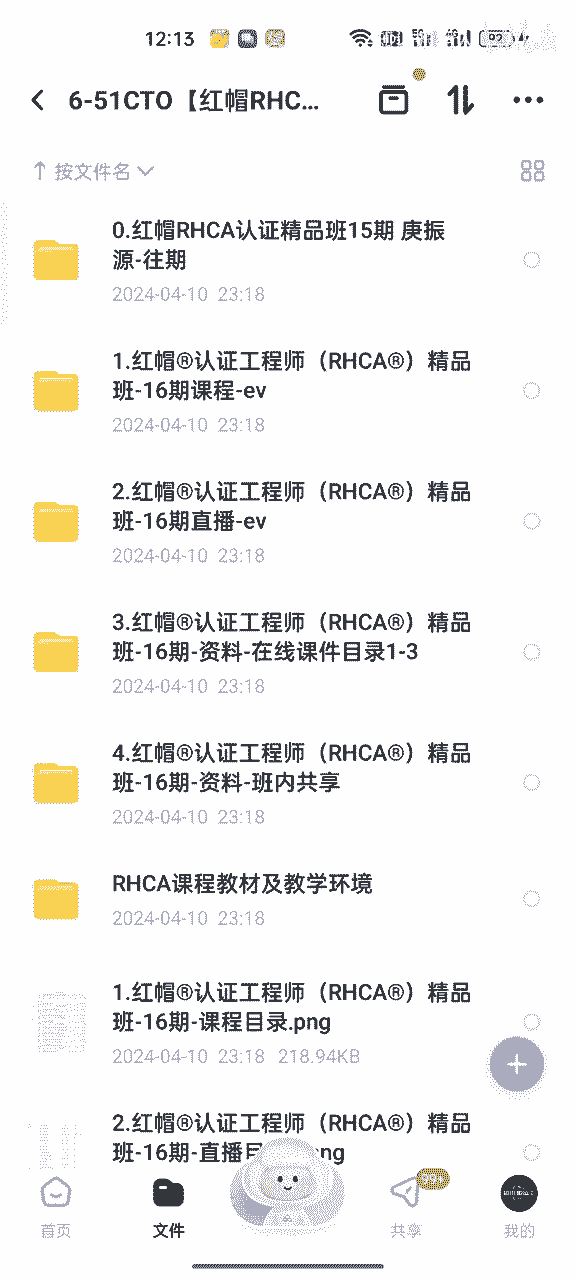 12:13
6-51CTO【红帽RHC...
按文件名
0.红帽RHCA认证精品班15期 庚振
源-往期
2024-04-10 23:18
1.红帽®认证工程师（RHCA®）精品
班-16期课程-ev
2024-04-10 23:18
2.红帽®认证工程师（RHCA®）精品
班-16期直播-ev
2024-04-10 23:18
3.红帽®认证工程师（RHCA®）精品
班-16期-资料-在线课件目录1-3
2024-04-10 23:18
4.红帽®认证工程师（RHCA®）精品
班-16期-资料-班内共享
2024-04-10 23:18
RHCA课程教材及教学环境
2024-04-10 23:18
1.红帽®认证工程师（RHCA®）精品
班-16期-课程目录.png
2024-04-10 23:18 218.94KB
2.红帽®认证工程师（RHCA®）精品
班-16期-直播目
首页
文件
共享
我的